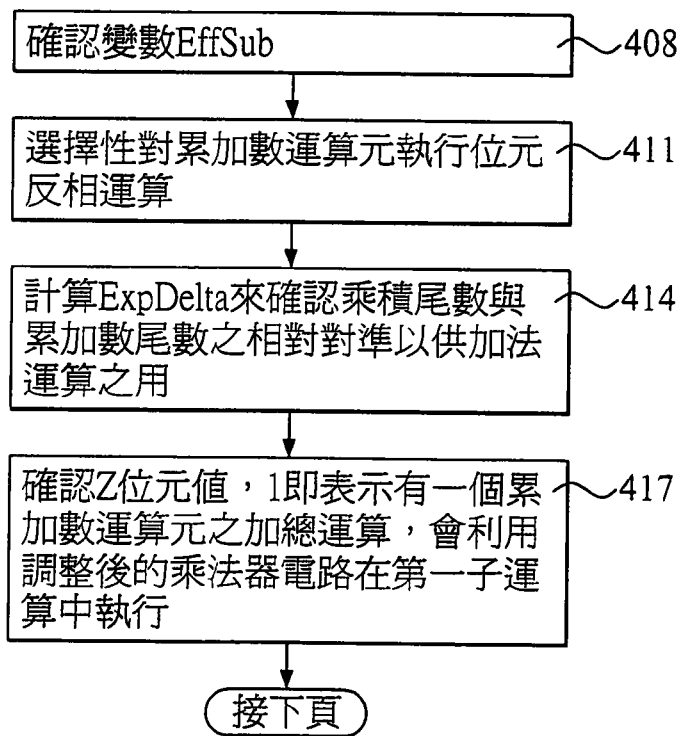 確認變數EffSub
408
選擇性對累加數運算元執行位元
反相運算
411
計算ExpDelta來確認乘積尾數與
累加數尾數之相對對準以供加法
運算之用
414
確認Z位元值，1即表示有一個累
加數運算元之加總運算，會利用
調整後的乘法器電路在第一子運
算中執行
417
接下頁